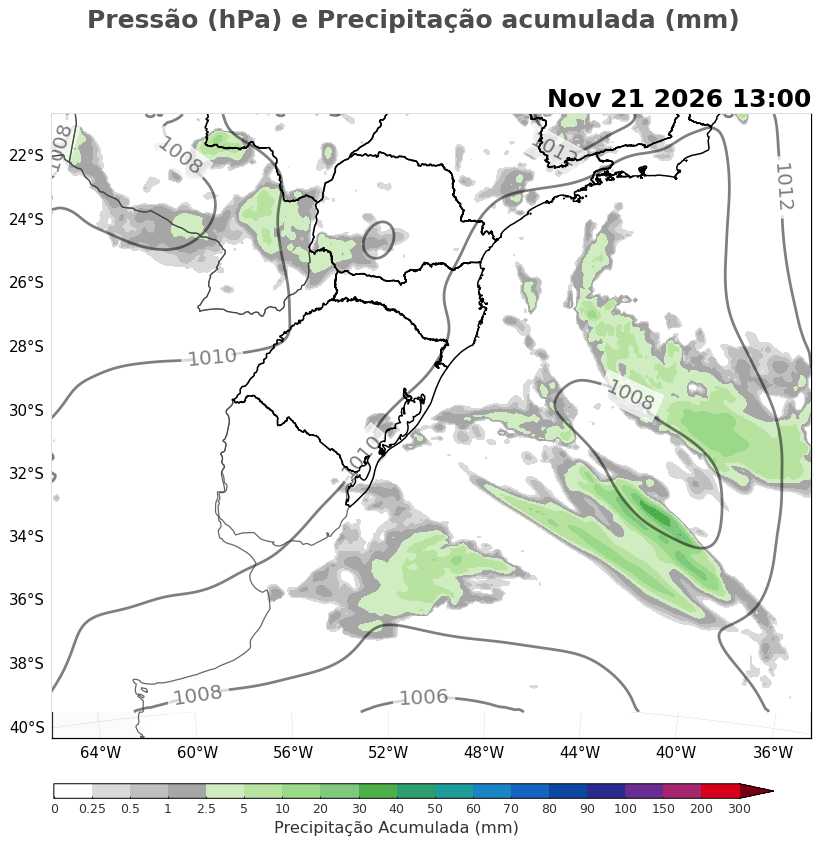 Pressão (hPa) e Precipitação acumulada (mm)
Nov 21 2026 13:00
22°S
24°S
26°S
28°S
30°S
32°S
34°S
36°S
38°S
40°S
1008
1008
1012
1010
1008
1010
1008
1006
64°W 60°W 56°W 52°W 48°W 44°W 40°W 36°W
0 0.25 0.5 1 2.5 5 10 20 30 40 50 60 70 80 90 100 150 200 300
Precipitação Acumulada (mm)